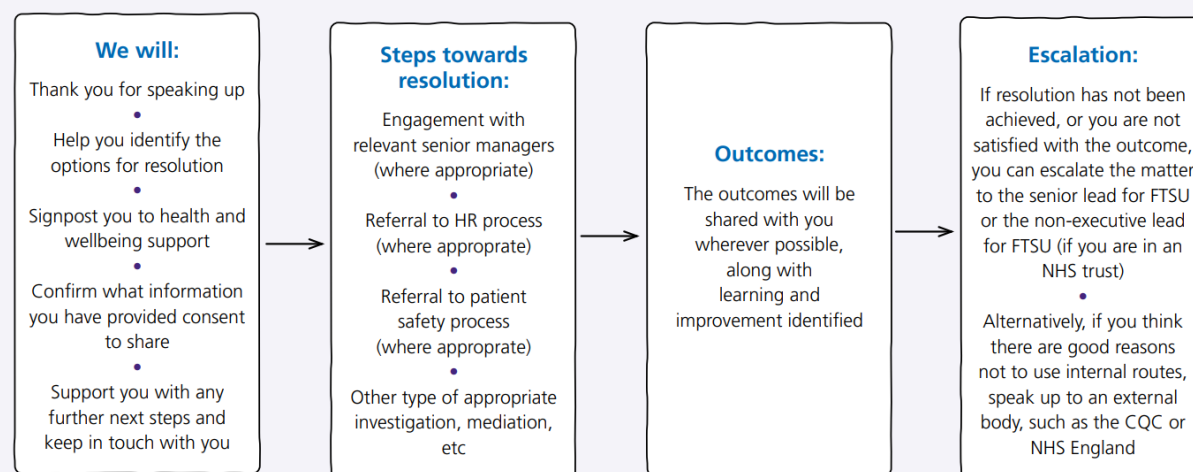 We will:
Thank you for speaking up
•
Help you identify the
options for resolution
•
Signpost you to health and
wellbeing support
•
Confirm what information
you have provided consent
to share
•
Support you with any
further next steps and
keep in touch with you
Steps towards
resolution:
Engagement with
relevant senior managers
(where appropriate)
•
Referral to HR process
(where approprate)
•
Referral to patient
safety process
(where approprate)
•
Other type of appropriate
investigation, mediation,
etc
Outcomes:
The outcomes will be
shared with you
wherever possible,
along with
learning and
improvement identified
Escalation:
If resolution has not been
achieved, or you are not
satisfied with the outcome,
you can escalate the matter
to the senior lead for FTSU
or the non-executive lead
for FTSU (if you are in an
NHS trust)
•
Alternatively, if you think
there are good reasons
not to use internal routes,
speak up to an external
body, such as the CQC or
NHS England